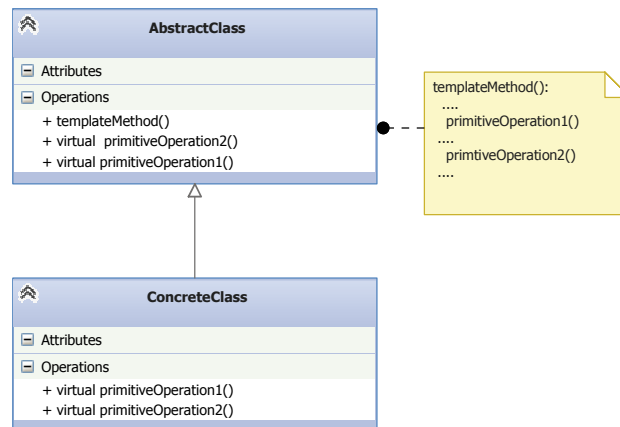 AbstractClass
Attributes
Operations
+ templateMethod()
+ virtual  primitiveOperation2()
+ virtual primitiveOperation1()
templateMethod():
....
primitiveOperation1()
....
primtiveOperation2()
....
ConcreteClass
Attributes
Operations
+ virtual primitiveOperation1()
+ virtual  primitiveOperation2()